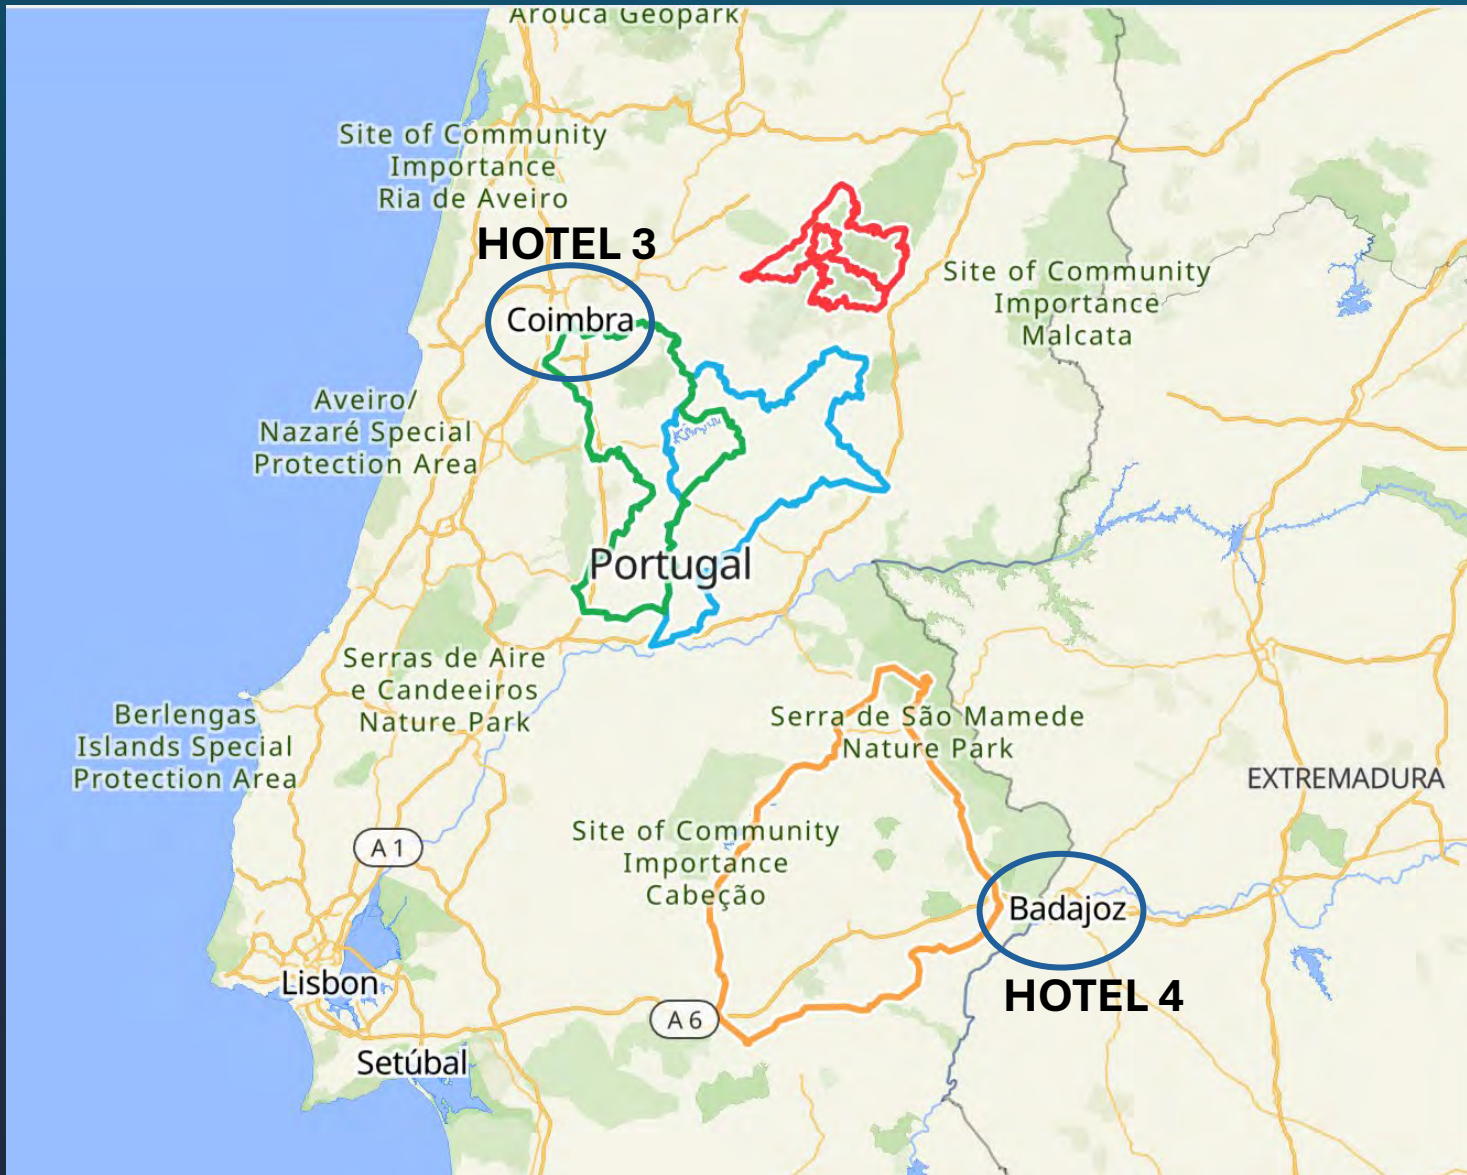 Arouca Geopark
Site of Community
Importance
Ria de Aveiro
HOTEL 3
Coimbra
Site of Community
Importance
Malcata
Aveiro/
Nazaré Special
Protection Area
Portugal
Serras de Aire
e Candeeiros
Nature Park
Berlengas
Islands Special
Protection Area
Serra de São Mamede
Nature Park
EXTREMADURA
Site of Community
Importance
Cabeção
A 1
Badajoz
HOTEL 4
Lisbon
A 6
Setúbal